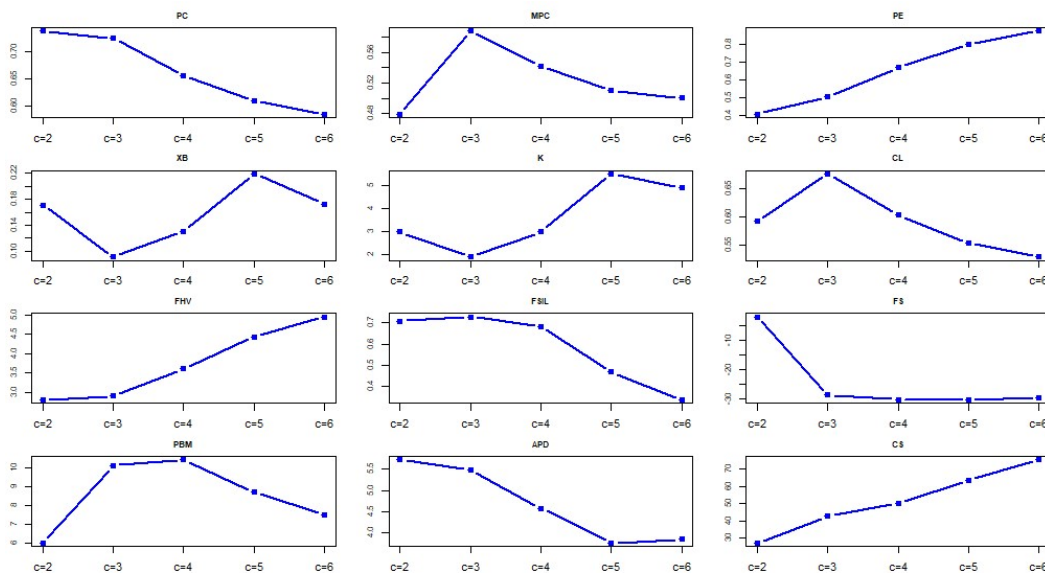 PC
0.70
0.65
0.60
c=2 c=3 c=4 c=5 c=6
MPC
0.56
0.52
0.48
c=2 c=3 c=4 c=5 c=6
PE
0.8
0.7
0.6
0.5
0.4
c=2 c=3 c=4 c=5 c=6
XB
0.22
0.18
0.14
0.10
c=2 c=3 c=4 c=5 c=6
K
5
4
3
2
c=2 c=3 c=4 c=5 c=6
CL
0.65
0.60
0.55
c=2 c=3 c=4 c=5 c=6
FHV
5.0
4.5
4.0
3.5
3.0
c=2 c=3 c=4 c=5 c=6
FSIL
0.7
0.6
0.5
0.4
c=2 c=3 c=4 c=5 c=6
FS
-10
-20
-30
c=2 c=3 c=4 c=5 c=6
PBM
10
9
8
7
6
c=2 c=3 c=4 c=5 c=6
APD
5.5
5.0
4.5
4.0
c=2 c=3 c=4 c=5 c=6
CS
70
60
50
40
30
c=2 c=3 c=4 c=5 c=6